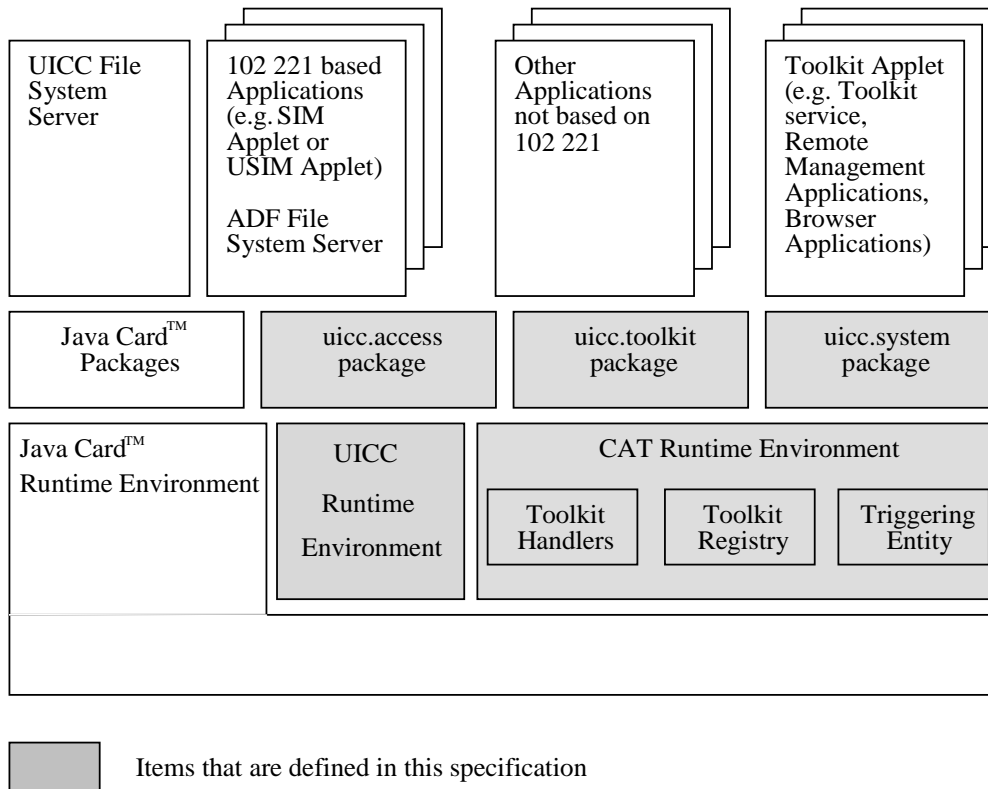 UICC File
System
Server
102 221 based
Applications
(e.g. SIM
Applet or
USIM Applet)
ADF File
System Server
Other
Applications
not based on
102 221
Toolkit Applet
(e.g. Toolkit
service,
Remote
Management
Applications,
Browser
Applications)
Java Card™
Packages
uicc.access
package
uicc.toolkit
package
uicc.system
package
Java Card™
Runtime Environment
UICC
Runtime
Environment
CAT Runtime Environment
Toolkit
Handlers
Toolkit
Registry
Triggering
Entity
Items that are defined in this specification